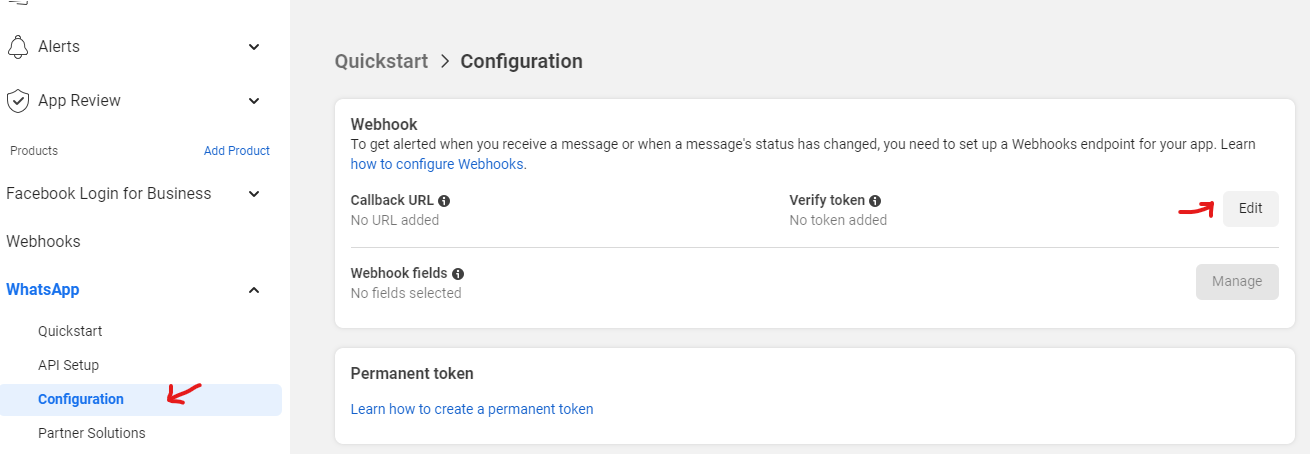 Alerts
App Review
Products
Add Product
Facebook Login for Business
Webhooks
WhatsApp
Quickstart
API Setup
Configuration
Partner Solutions
Quickstart > Configuration
Webhook
To get alerted when you receive a message or when a message's status has changed, you need to set up a Webhooks endpoint for your app. Learn
how to configure Webhooks.
Callback URL
No URL added
Verify token
No token added
Edit
Webhook fields
No fields selected
Manage
Permanent token
Learn how to create a permanent token